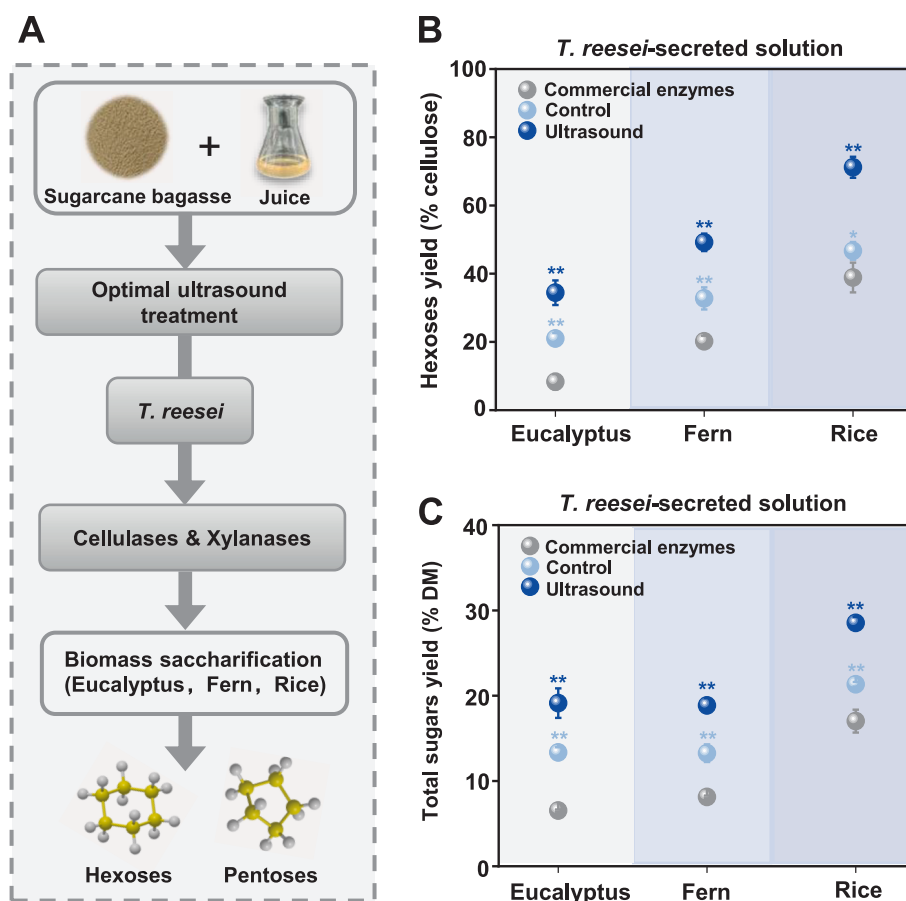 A
Sugarcane bagasse
+
Juice
Optimal ultrasound
treatment
T. reesei
Cellulases & Xylanases
Biomass saccharification
(Eucalyptus, Fern, Rice)
Hexoses
Pentoses
B
T. reesei-secreted solution
Hexoses yield (% cellulose)
100
80
60
40
20
0
Commercial enzymes
Control
Ultrasound
**
**
**
**
**
*
Eucalyptus
Fern
Rice
C
T. reesei-secreted solution
Total sugars yield (% DM)
40
30
20
10
0
Commercial enzymes
Control
Ultrasound
**
**
**
**
**
**
Eucalyptus
Fern
Rice